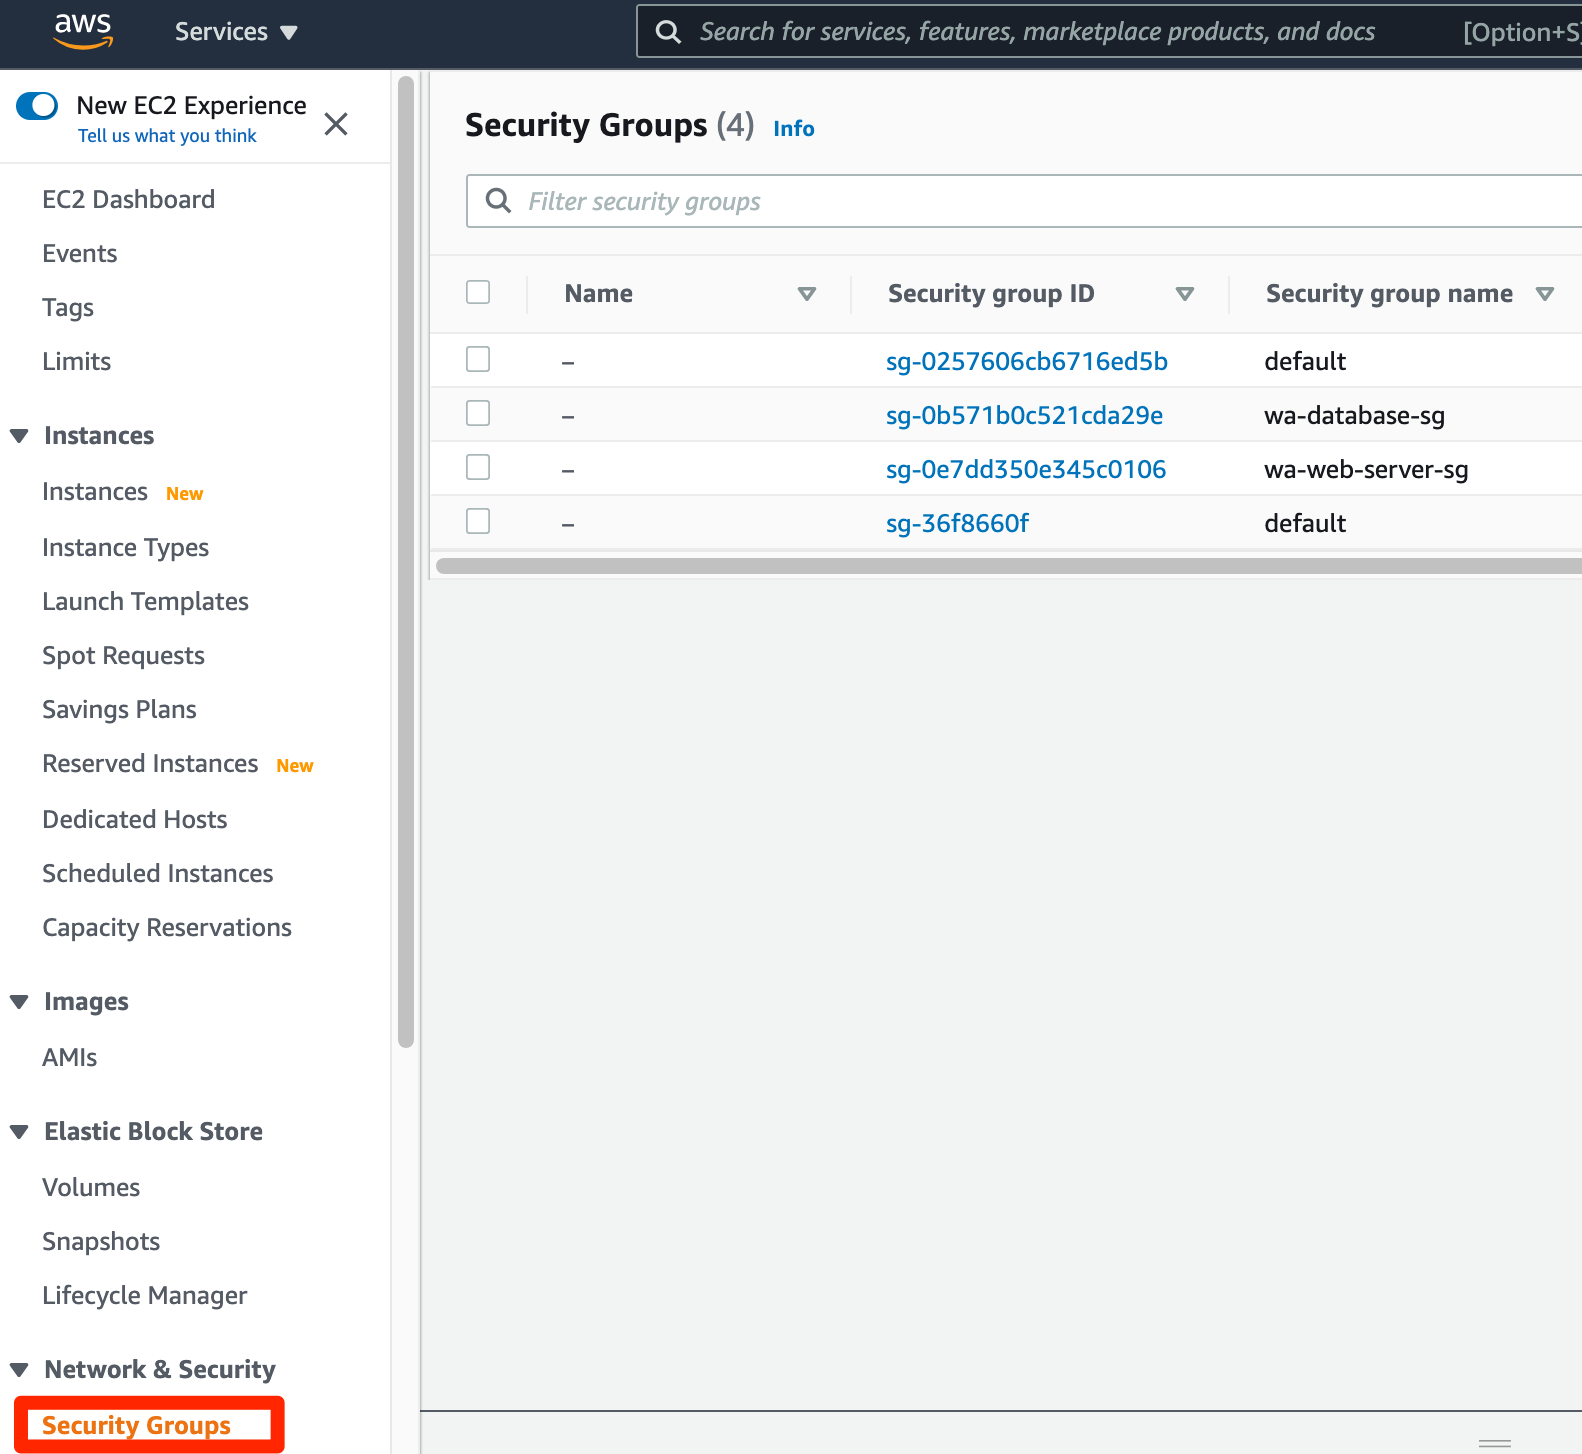 aws Services Search for services, features, marketplace products, and docs [Option+S]
New EC2 Experience
Tell us what you think
EC2 Dashboard
Events
Tags
Limits
Instances
Instances New
Instance Types
Launch Templates
Spot Requests
Savings Plans
Reserved Instances New
Dedicated Hosts
Scheduled Instances
Capacity Reservations
Images
AMIs
Elastic Block Store
Volumes
Snapshots
Lifecycle Manager
Network & Security
Security Groups
Security Groups (4) Info
Filter security groups
Name Security group ID Security group name
– sg-0257606cb6716ed5b default
– sg-0b571b0c521cda29e wa-database-sg
– sg-0e7dd350e345c0106 wa-web-server-sg
– sg-36f8660f default